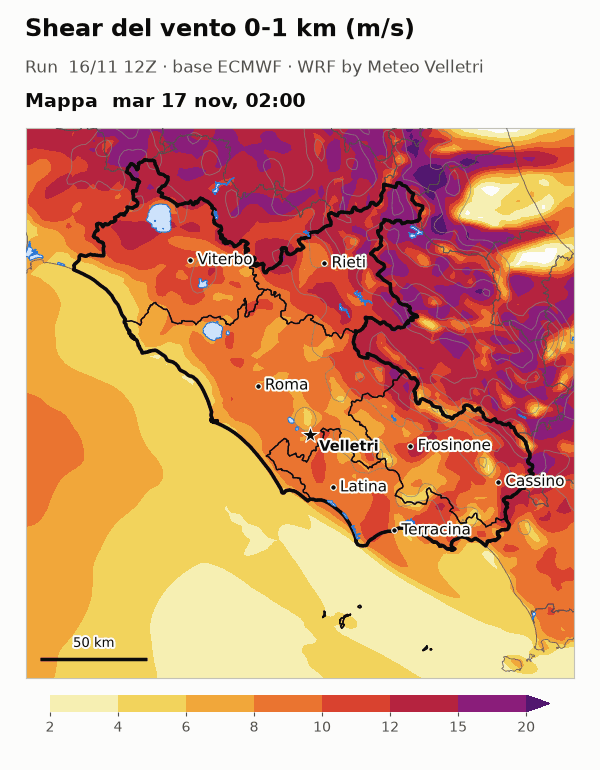 Shear del vento 0-1 km (m/s)
Run  16/11 12Z · base ECMWF · WRF by Meteo Velletri
Mappa  mar 17 nov, 02:00
Viterbo
Rieti
Roma
Velletri
Frosinone
Latina
Cassino
Terracina
50 km
2 4 6 8 10 12 15 20